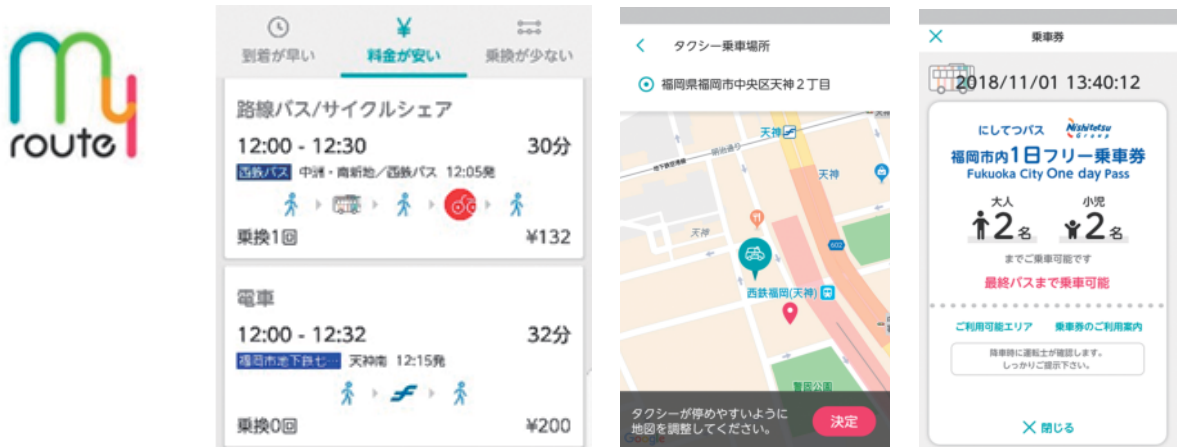 my
route
到着が早い
料金が安い
乗換が少ない
路線バス/サイクルシェア
12:00 - 12:30
30分
西鉄バス 中洲・南新地/西鉄バス 12:05発
乗換1回
¥132
電車
12:00 - 12:32
32分
福岡市地下鉄七… 天神南 12:15発
乗換0回
¥200
タクシー乗車場所
福岡県福岡市中央区天神2丁目
天神
明治通り
天神
天神
602
西鉄福岡(天神)
警固公園
タクシーが停めやすいように
地図を調整してください。
決定
Google
乗車券
2018/11/01 13:40:12
にしてつバス Nishitetsu Group
福岡市内1日フリー乗車券
Fukuoka City One day Pass
大人
2名
小児
2名
までご乗車可能です
最終バスまで乗車可能
ご利用可能エリア 乗車券のご利用案内
降車時に運転士が確認します。
しっかりご提示下さい。
閉じる